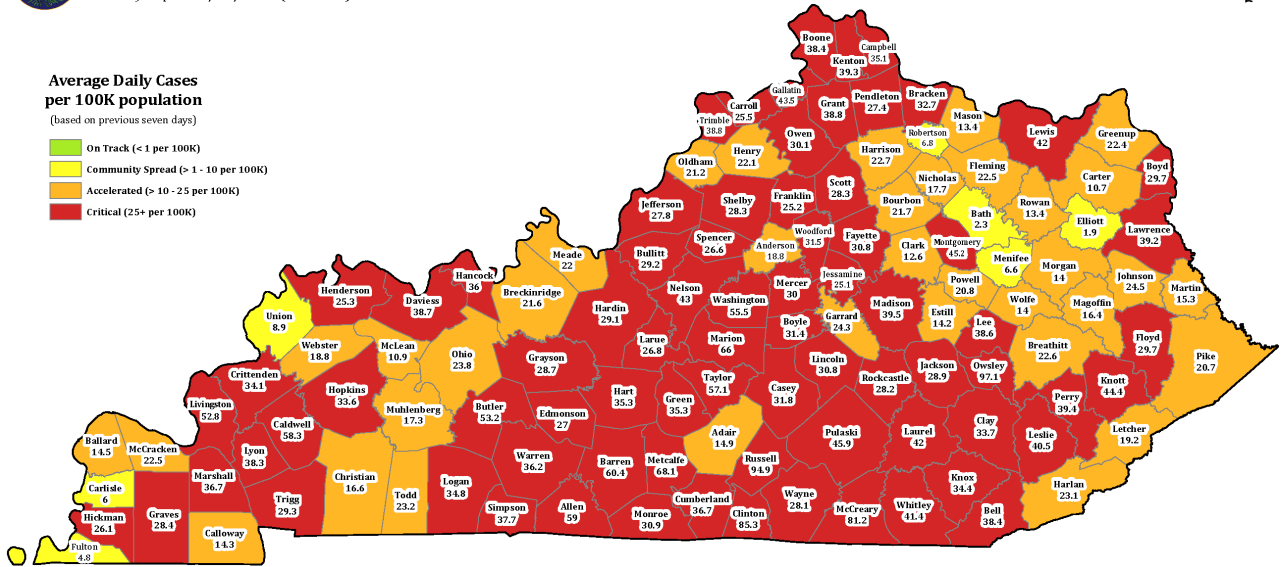 Average Daily Cases
per 100K population
(based on previous seven days)
On Track (< 1 per 100K)
Community Spread (> 1 - 10 per 100K)
Accelerated (> 10 - 25 per 100K)
Critical (25+ per 100K)
Boone
38.4
Campbell
35.1
Kenton
39.3
Gallatin
43.5
Carroll
25.5
Trimble
38.8
Grant
38.8
Pendleton
27.4
Bracken
32.7
Mason
13.4
Robertson
6.8
Lewis
42
Greenup
22.4
Boyd
29.7
Owen
30.1
Henry
22.1
Oldham
21.2
Harrison
22.7
Fleming
22.5
Carter
10.7
Nicholas
17.7
Scott
28.3
Jefferson
27.8
Shelby
28.3
Franklin
25.2
Bourbon
21.7
Bath
2.3
Rowan
13.4
Elliott
1.9
Lawrence
39.2
Spencer
26.6
Anderson
18.8
Woodford
31.5
Fayette
30.8
Clark
12.6
Montgomery
45.2
Menifee
6.6
Morgan
14
Johnson
24.5
Martin
15.3
Meade
22
Bullitt
29.2
Hancock
36
Breckinridge
21.6
Nelson
43
Washington
55.5
Mercer
30
Jessamine
25.1
Madison
39.5
Powell
20.8
Wolfe
14
Magoffin
16.4
Henderson
25.3
Daviess
38.7
Union
8.9
Hardin
29.1
Boyle
31.4
Garrard
24.3
Estill
14.2
Lee
38.6
Breathitt
22.6
Floyd
29.7
Pike
20.7
Webster
18.8
McLean
10.9
Ohio
23.8
Grayson
28.7
Larue
26.8
Marion
66
Lincoln
30.8
Rockcastle
28.2
Jackson
28.9
Owsley
97.1
Knott
44.4
Perry
39.4
Crittenden
34.1
Hopkins
33.6
Livingston
52.8
Muhlenberg
17.3
Butler
53.2
Edmonson
27
Hart
35.3
Green
35.3
Taylor
57.1
Casey
31.8
Caldwell
58.3
Adair
14.9
Pulaski
45.9
Laurel
42
Clay
33.7
Leslie
40.5
Letcher
19.2
Ballard
14.5
McCracken
22.5
Lyon
38.3
Marshall
36.7
Christian
16.6
Todd
23.2
Logan
34.8
Warren
36.2
Barren
60.4
Metcalfe
68.1
Russell
94.9
Knox
34.4
Harlan
23.1
Carlisle
6
Hickman
26.1
Graves
28.4
Trigg
29.3
Calloway
14.3
Fulton
4.8
Simpson
37.7
Allen
59
Monroe
30.9
Cumberland
36.7
Clinton
85.3
Wayne
28.1
McCreary
81.2
Whitley
41.4
Bell
38.4